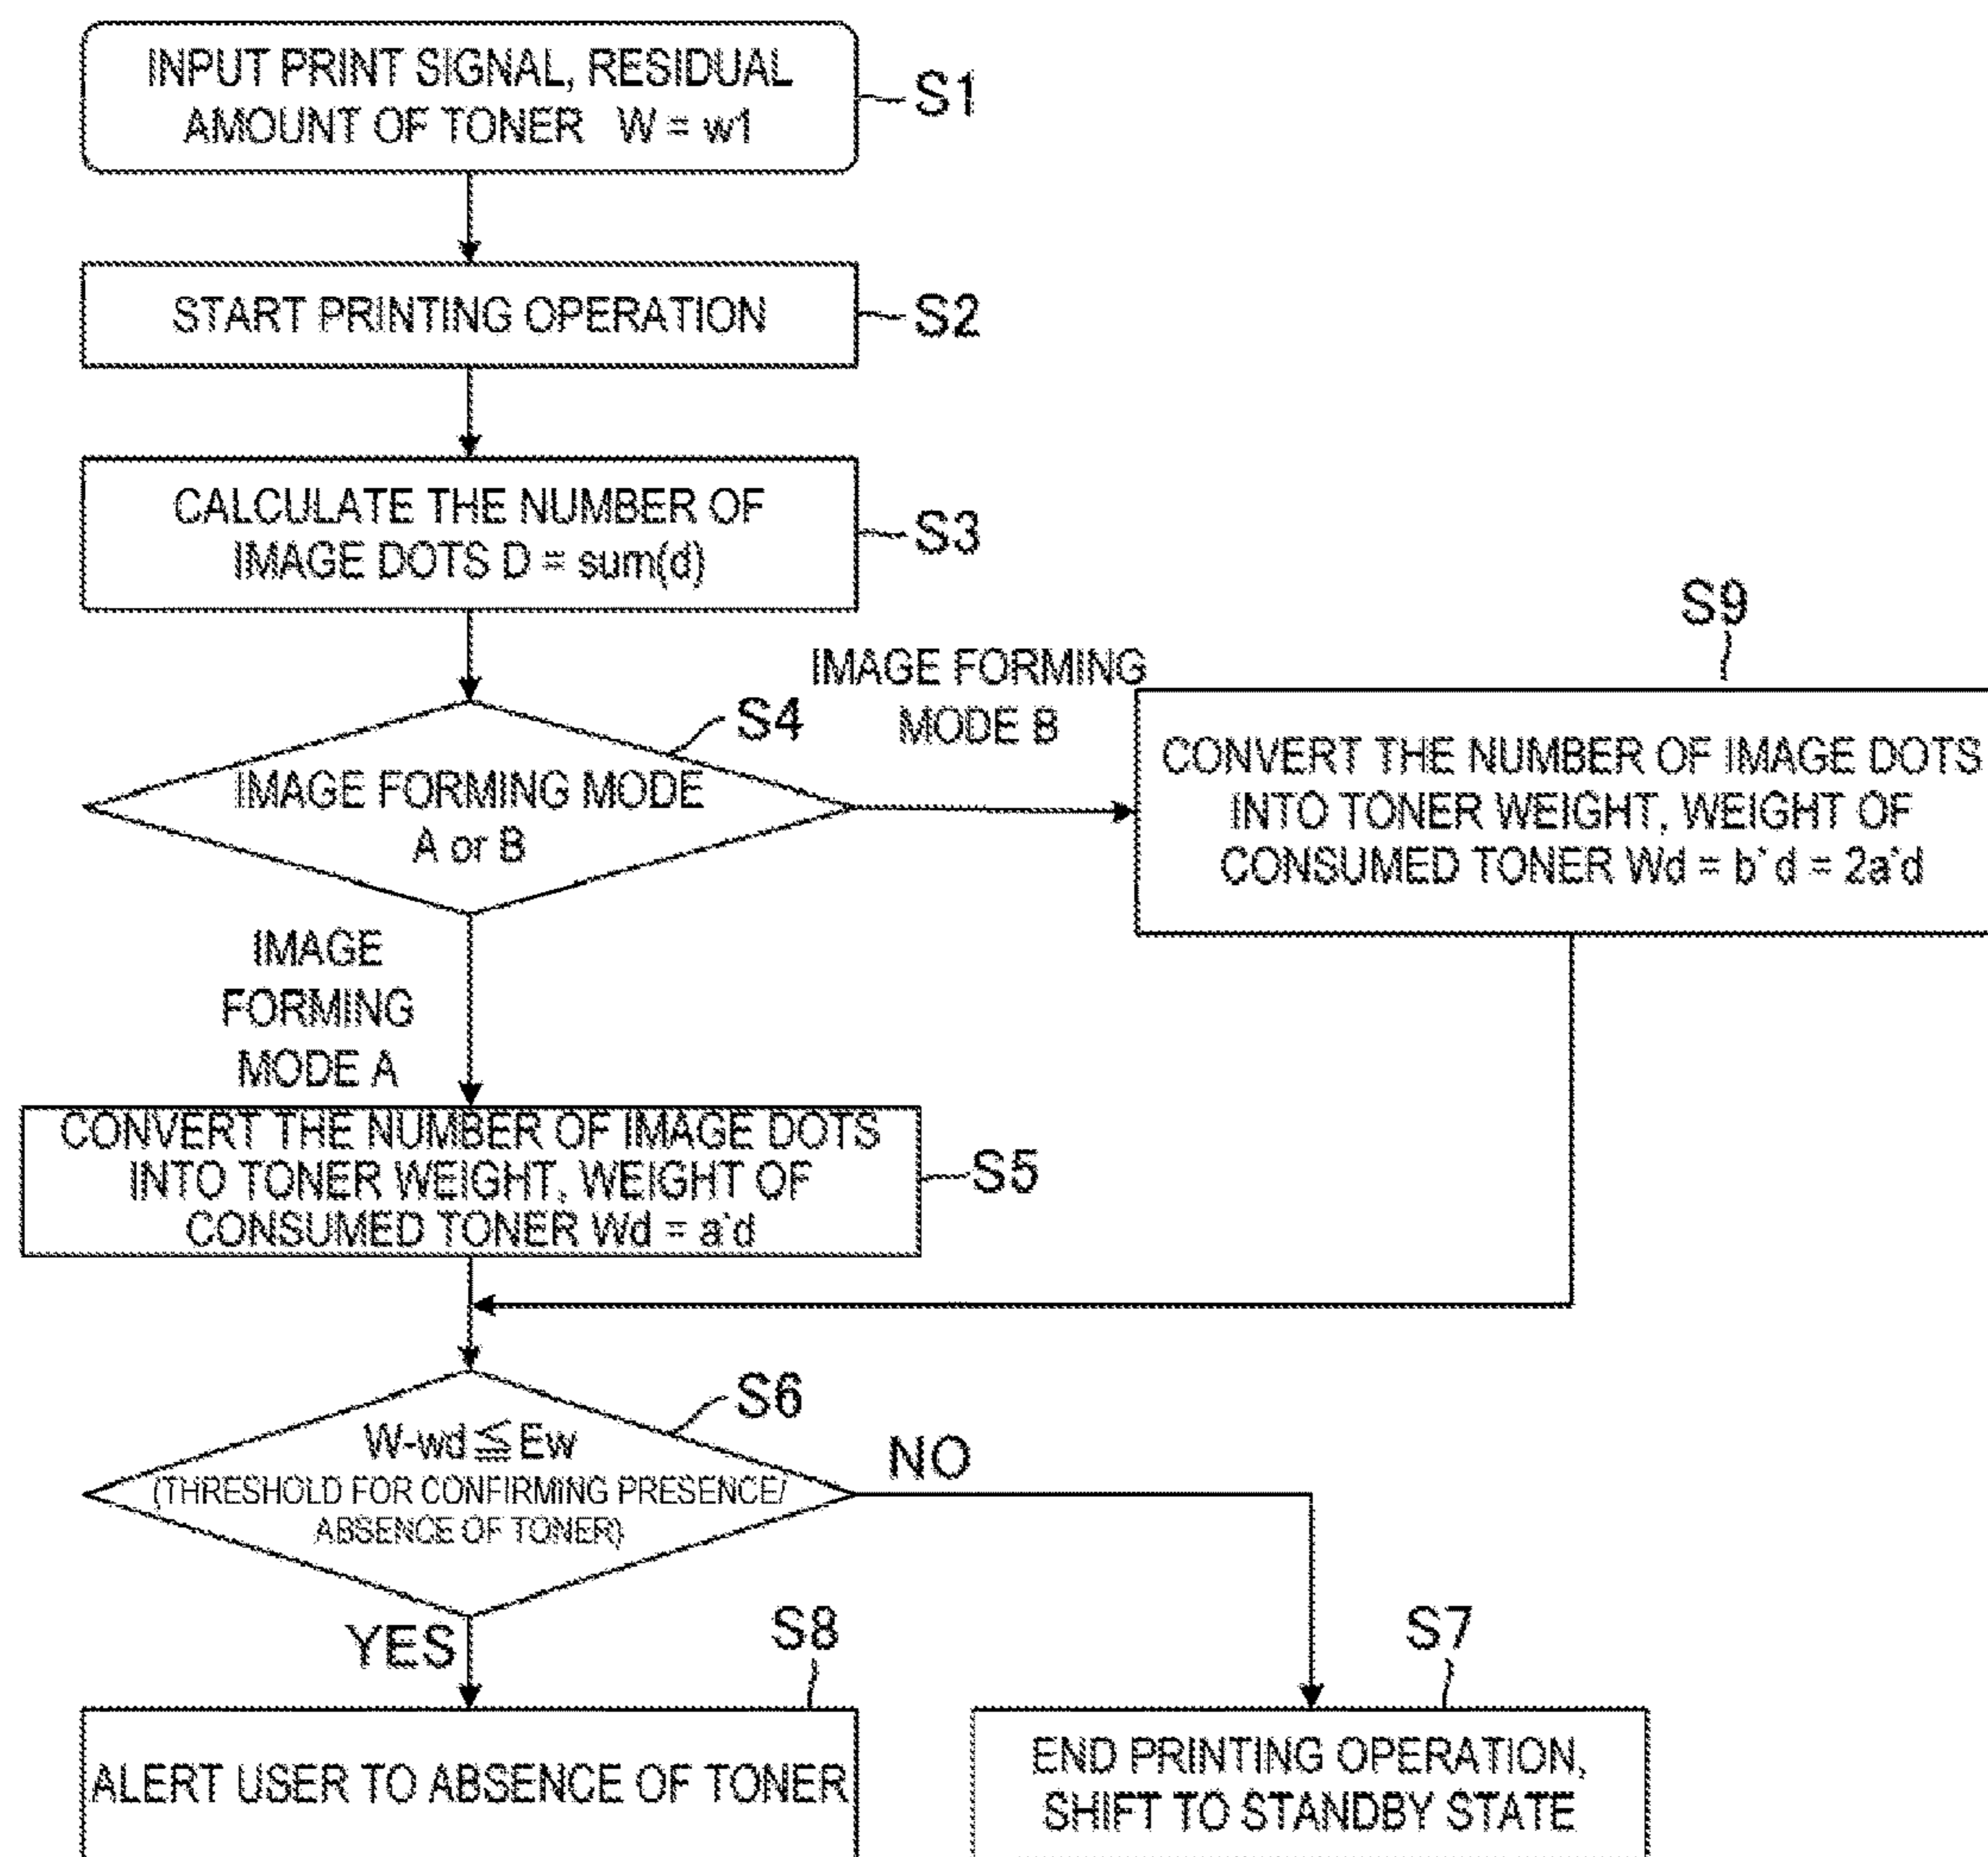 INPUT PRINT SIGNAL, RESIDUAL
AMOUNT OF TONER W = w1
S1
START PRINTING OPERATION
S2
CALCULATE THE NUMBER OF
IMAGE DOTS D = sum(d)
S3
S4
IMAGE FORMING MODE
A or B
IMAGE FORMING
MODE B
S9
CONVERT THE NUMBER OF IMAGE DOTS
INTO TONER WEIGHT, WEIGHT OF
CONSUMED TONER Wd = b*d = 2a*d
IMAGE
FORMING
MODE A
CONVERT THE NUMBER OF IMAGE DOTS
INTO TONER WEIGHT, WEIGHT OF
CONSUMED TONER Wd = a*d
S5
S6
W-wd≦Ew
(THRESHOLD FOR CONFIRMING PRESENCE/
ABSENCE OF TONER)
NO
YES
S8
ALERT USER TO ABSENCE OF TONER
S7
END PRINTING OPERATION,
SHIFT TO STANDBY STATE